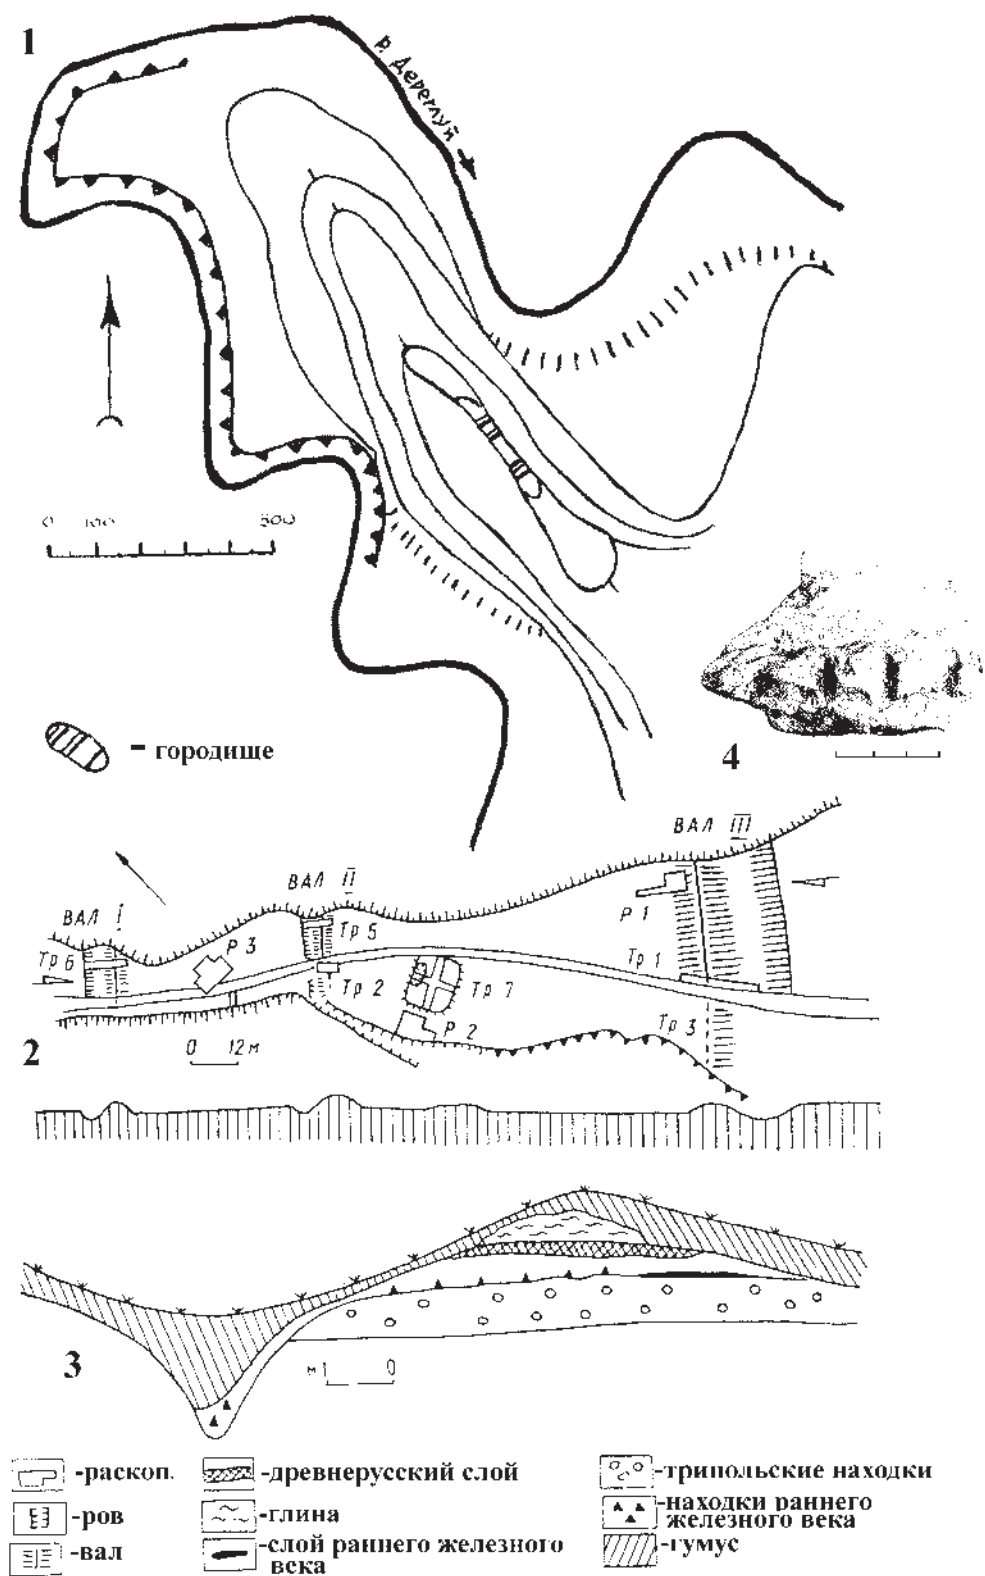 1
р. Дереглуй
0 100 500
- городище
4
ВАЛ I
ВАЛ II
ВАЛ III
Тр 6
Р 3
Тр 5
Р 1
Тр 1
Тр 2
Тр 7
Р 2
Тр 3
2
0 12 м
3
м 1 0
-раскоп.
-ров
-вал
-древнерусский слой
-глина
-слой раннего железного
века
-трипольские находки
-находки раннего
железного века
-гумус